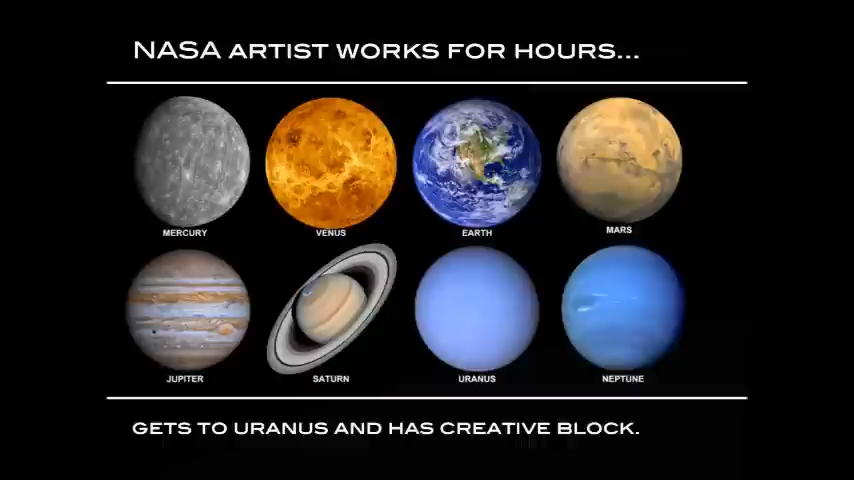 NASA ARTIST WORKS FOR HOURS...
MERCURY
VENUS
EARTH
MARS
JUPITER
SATURN
URANUS
NEPTUNE
GETS TO URANUS AND HAS CREATIVE BLOCK.